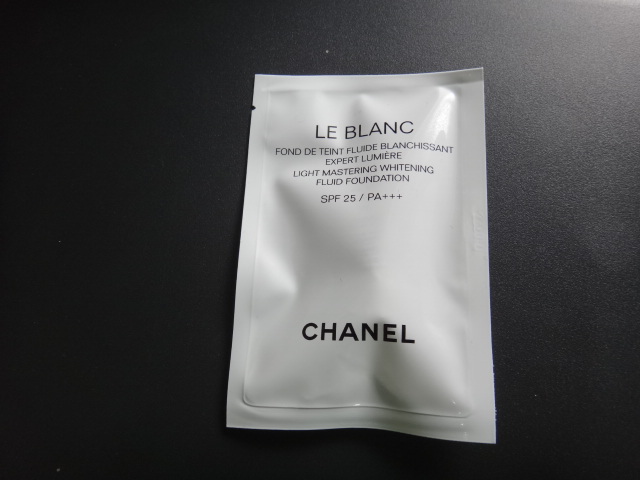 LE BLANC
FOND DE TEINT FLUIDE BLANCHISSANT
EXPERT LUMIÈRE
LIGHT MASTERING WHITENING
FLUID FOUNDATION
SPF 25 / PA+++
CHANEL